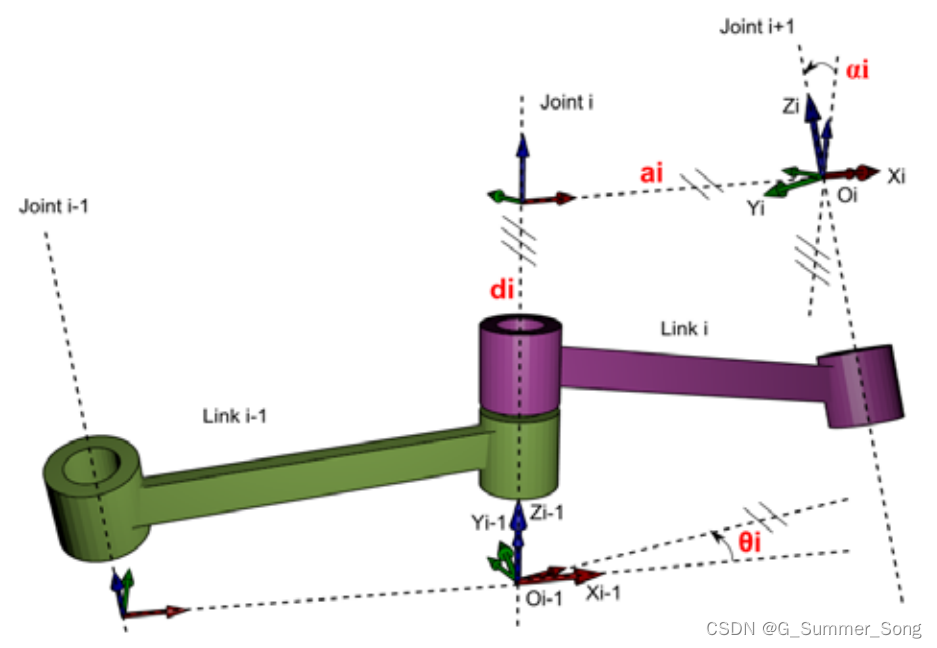 Joint i+1
αi
Joint i
Zi
ai
Xi
Yi
Oi
Joint i-1
di
Link i
Link i-1
Yi-1
Zi-1
θi
Oi-1
Xi-1
CSDN @G_Summer_Song